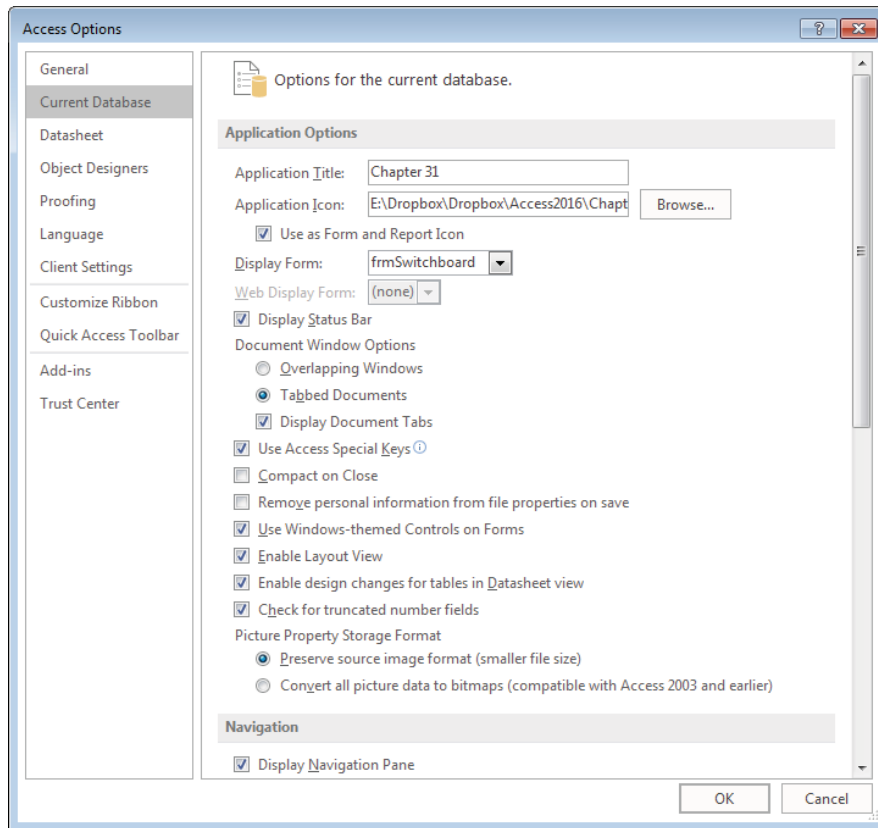 Access Options
General
Current Database
Datasheet
Object Designers
Proofing
Language
Client Settings
Customize Ribbon
Quick Access Toolbar
Add-ins
Trust Center
Options for the current database.
Application Options
Application Title: Chapter 31
Application Icon: E:\Dropbox\Dropbox\Access2016\Chapt Browse...
Use as Form and Report Icon
Display Form: frmSwitchboard
Web Display Form: (none)
Display Status Bar
Document Window Options
Overlapping Windows
Tabbed Documents
Display Document Tabs
Use Access Special Keys
Compact on Close
Remove personal information from file properties on save
Use Windows-themed Controls on Forms
Enable Layout View
Enable design changes for tables in Datasheet view
Check for truncated number fields
Picture Property Storage Format
Preserve source image format (smaller file size)
Convert all picture data to bitmaps (compatible with Access 2003 and earlier)
Navigation
Display Navigation Pane
OK Cancel